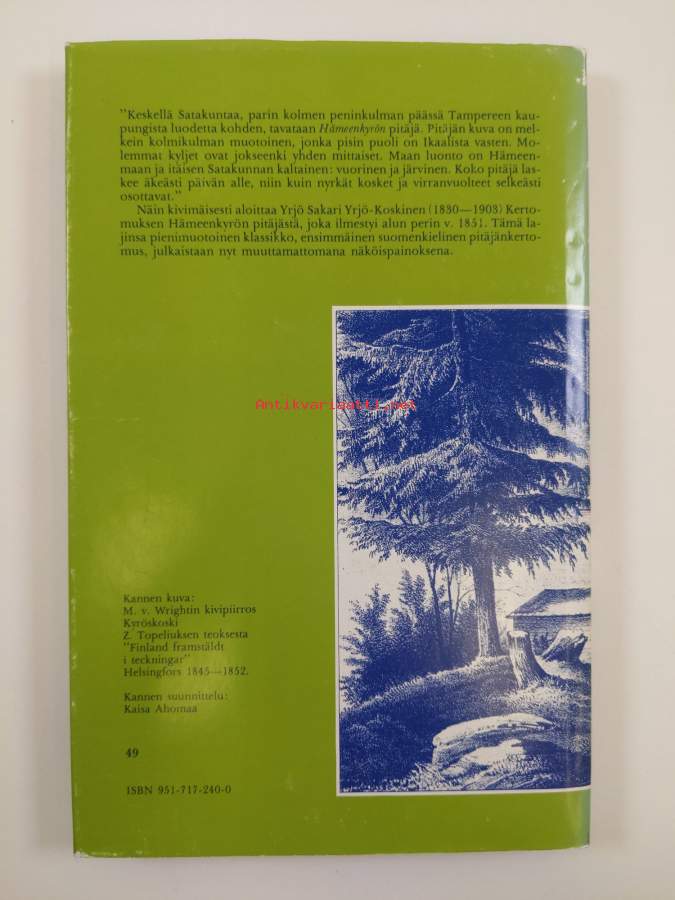 "Keskellä Satakuntaa, parin kolmen peninkulman päässä Tampereen kau-
pungista luodetta kohden, tavataan Hämeenkyrön pitäjä. Pitäjän kuva on mel-
kein kolmikulman muotoinen, jonka pisin puoli on Ikaalista vasten. Mo-
lemmat kyljet ovat jokseenki yhden mittaiset. Maan luonto on Hämeen-
maan ja itäisen Satakunnan kaltainen: vuorinen ja järvinen. Koko pitäjä las-
kee äkeästi päivän alle, niin kuin nyrkät kosket ja virranvuolteet selkeästi
osottavat."
Näin kivimäisesti aloittaa Yrjö Sakari Yrjö-Koskinen (1830—1903) Kerto-
muksen Hämeenkyrön pitäjästä, joka ilmestyi alun perin v. 1851. Tämä la-
jinsa pienimuotoinen klassikko, ensimmäinen suomenkielinen pitäjänkerto-
mus, julkaistaan nyt muuttamattomana näköispainoksena.
Antikvariaatti.net
Kannen kuva:
M. v. Wrightin kivipiirros
Kyröskoski
Z. Topeliuksen teoksesta
"Finland framstäldt
i teckningar"
Helsingfors 1845—1852.
Kannen suunnittelu:
Kaisa Ahomaa
49
ISBN 951-717-240-0